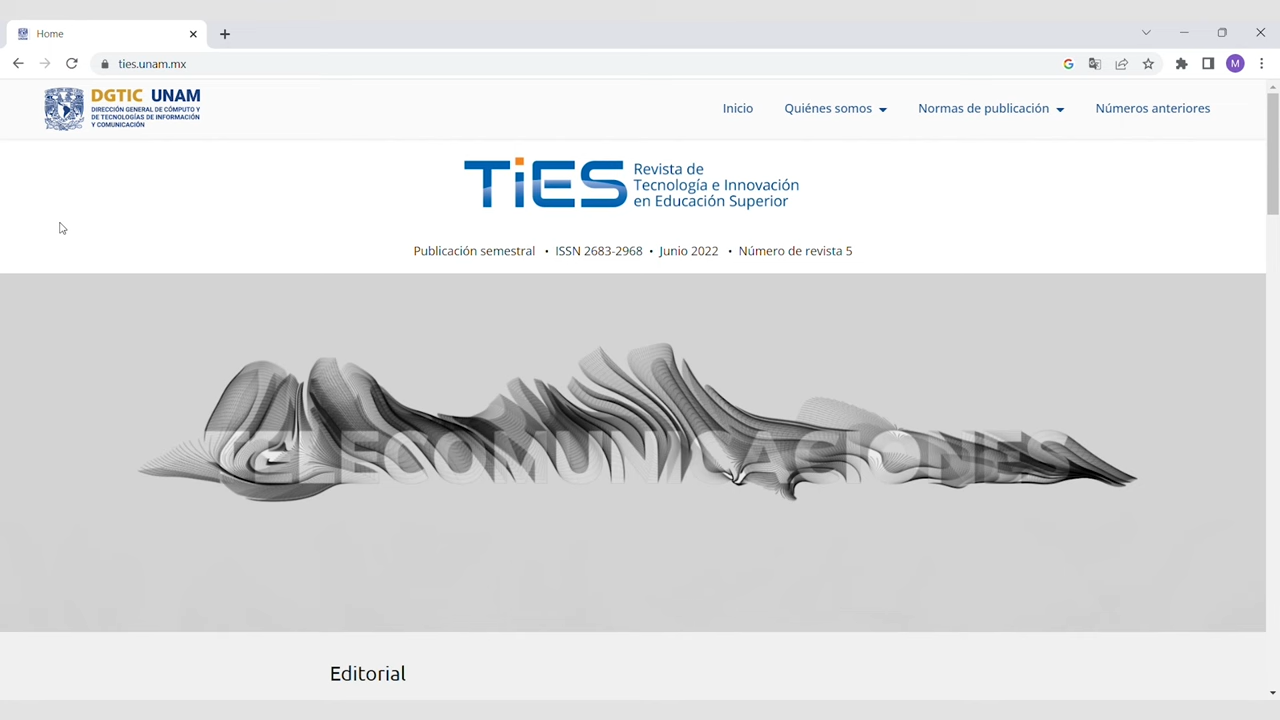 Home
ties.unam.mx
M
DGTIC UNAM
DIRECCIÓN GENERAL DE CÓMPUTO Y
DE TECNOLOGÍAS DE INFORMACIÓN
Y COMUNICACIÓN
Inicio
Quiénes somos
Normas de publicación
Números anteriores
TiES
Revista de
Tecnología e Innovación
en Educación Superior
Publicación semestral • ISSN 2683-2968 • Junio 2022 • Número de revista 5
TELECOMUNICACIONES
Editorial